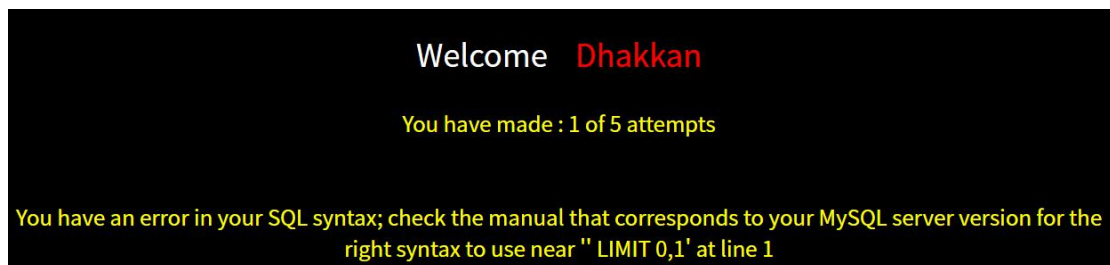 Welcome Dhakkan
You have made : 1 of 5 attempts
You have an error in your SQL syntax; check the manual that corresponds to your MySQL server version for the
right syntax to use near '' LIMIT 0,1' at line 1